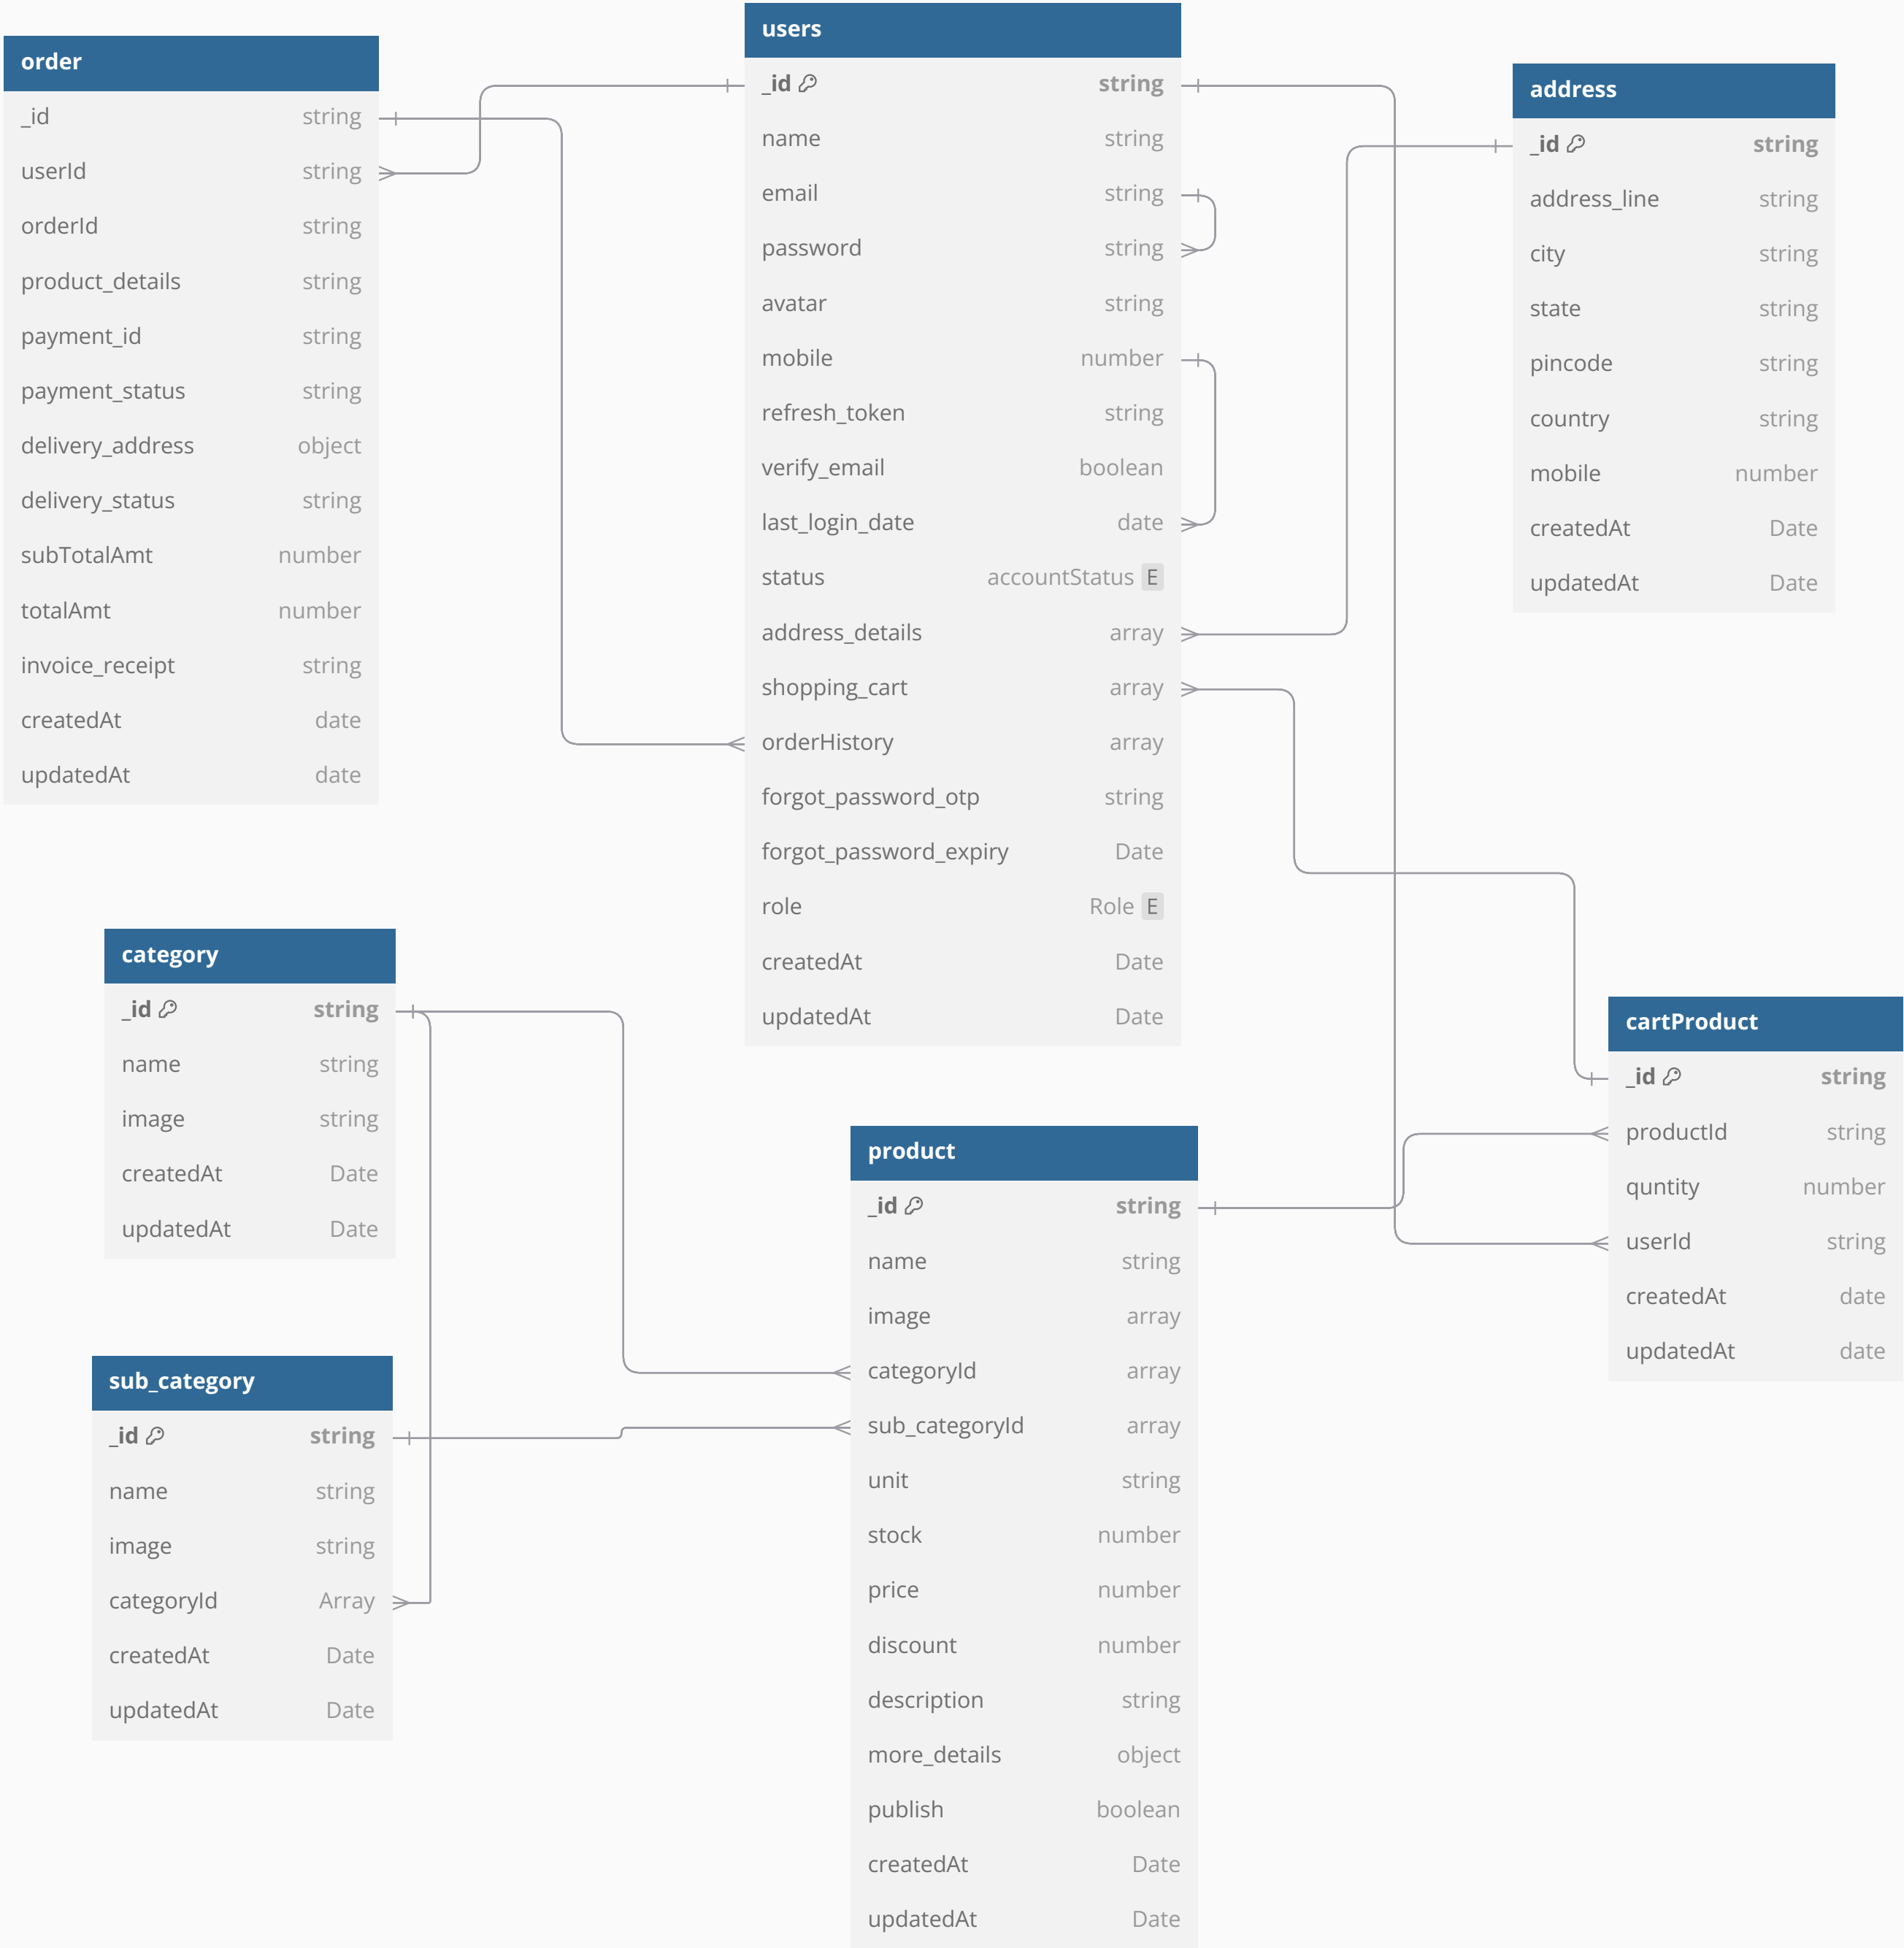 order
_id string
userId string
orderId string
product_details string
payment_id string
payment_status string
delivery_address object
delivery_status string
subTotalAmt number
totalAmt number
invoice_receipt string
createdAt date
updatedAt date
users
_id string
name string
email string
password string
avatar string
mobile number
refresh_token string
verify_email boolean
last_login_date date
status accountStatus E
address_details array
shopping_cart array
orderHistory array
forgot_password_otp string
forgot_password_expiry Date
role Role E
createdAt Date
updatedAt Date
address
_id string
address_line string
city string
state string
pincode string
country string
mobile number
createdAt Date
updatedAt Date
category
_id string
name string
image string
createdAt Date
updatedAt Date
cartProduct
_id string
productId string
quntity number
userId string
createdAt date
updatedAt date
product
_id string
name string
image array
categoryId array
sub_categoryId array
unit string
stock number
price number
discount number
description string
more_details object
publish boolean
createdAt Date
updatedAt Date
sub_category
_id string
name string
image string
categoryId Array
createdAt Date
updatedAt Date